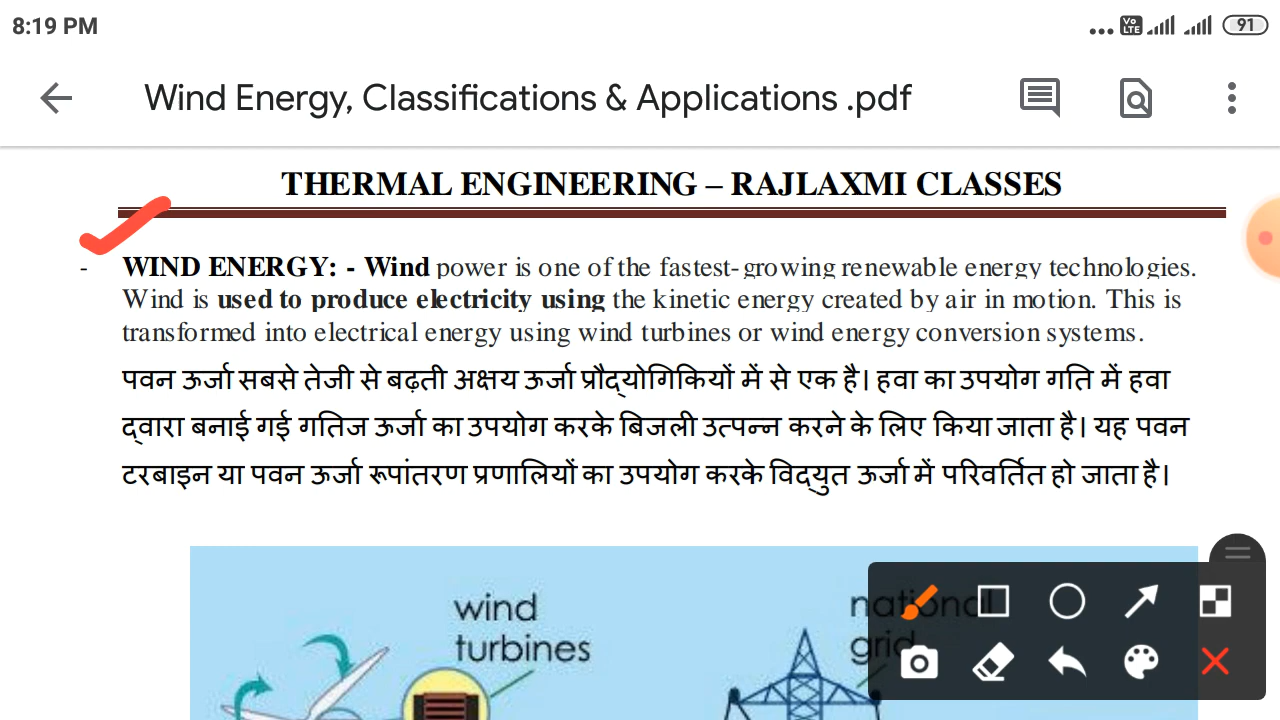 8:19 PM
Vo LTE
91
Wind Energy, Classifications & Applications .pdf
THERMAL ENGINEERING – RAJLAXMI CLASSES
- WIND ENERGY: - Wind power is one of the fastest-growing renewable energy technologies.
Wind is used to produce electricity using the kinetic energy created by air in motion. This is
transformed into electrical energy using wind turbines or wind energy conversion systems.
पवन ऊर्जा सबसे तेजी से बढ़ती अक्षय ऊर्जा प्रौद्योगिकियों में से एक है। हवा का उपयोग गति में हवा
द्वारा बनाई गई गतिज ऊर्जा का उपयोग करके बिजली उत्पन्न करने के लिए किया जाता है। यह पवन
टरबाइन या पवन ऊर्जा रूपांतरण प्रणालियों का उपयोग करके विद्युत ऊर्जा में परिवर्तित हो जाता है।
wind
turbines
national
grid